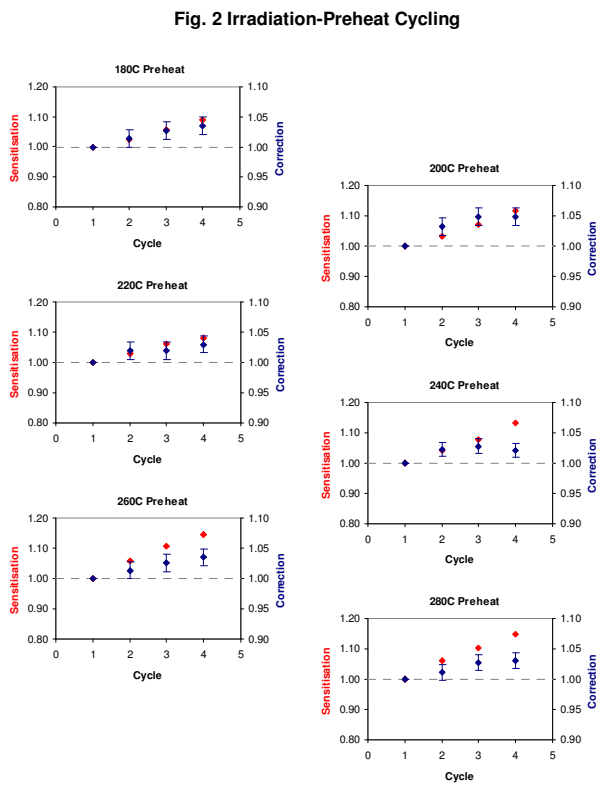 Fig. 2 Irradiation-Preheat Cycling
180C Preheat
1.20 1.10
1.10 1.05
1.00 1.00
0.90 0.95
0.80 0.90
0 1 2 3 4 5
Cycle
Sensitisation
Correction
200C Preheat
1.20 1.10
1.10 1.05
1.00 1.00
0.90 0.95
0.80 0.90
0 1 2 3 4 5
Cycle
Sensitisation
Correction
220C Preheat
1.20 1.10
1.10 1.05
1.00 1.00
0.90 0.95
0.80 0.90
0 1 2 3 4 5
Cycle
Sensitisation
Correction
240C Preheat
1.20 1.10
1.10 1.05
1.00 1.00
0.90 0.95
0.80 0.90
0 1 2 3 4 5
Cycle
Sensitisation
Correction
260C Preheat
1.20 1.10
1.10 1.05
1.00 1.00
0.90 0.95
0.80 0.90
0 1 2 3 4 5
Cycle
Sensitisation
Correction
280C Preheat
1.20 1.10
1.10 1.05
1.00 1.00
0.90 0.95
0.80 0.90
0 1 2 3 4 5
Cycle
Sensitisation
Correction